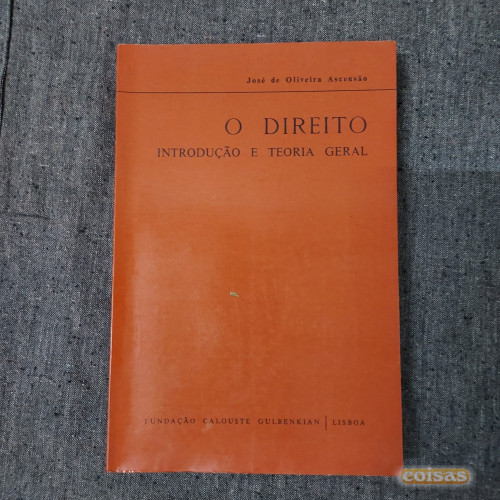 José de Oliveira Ascensão
O DIREITO
INTRODUÇÃO E TEORIA GERAL
FUNDAÇÃO CALOUSTE GULBENKIAN | LISBOA
coisas